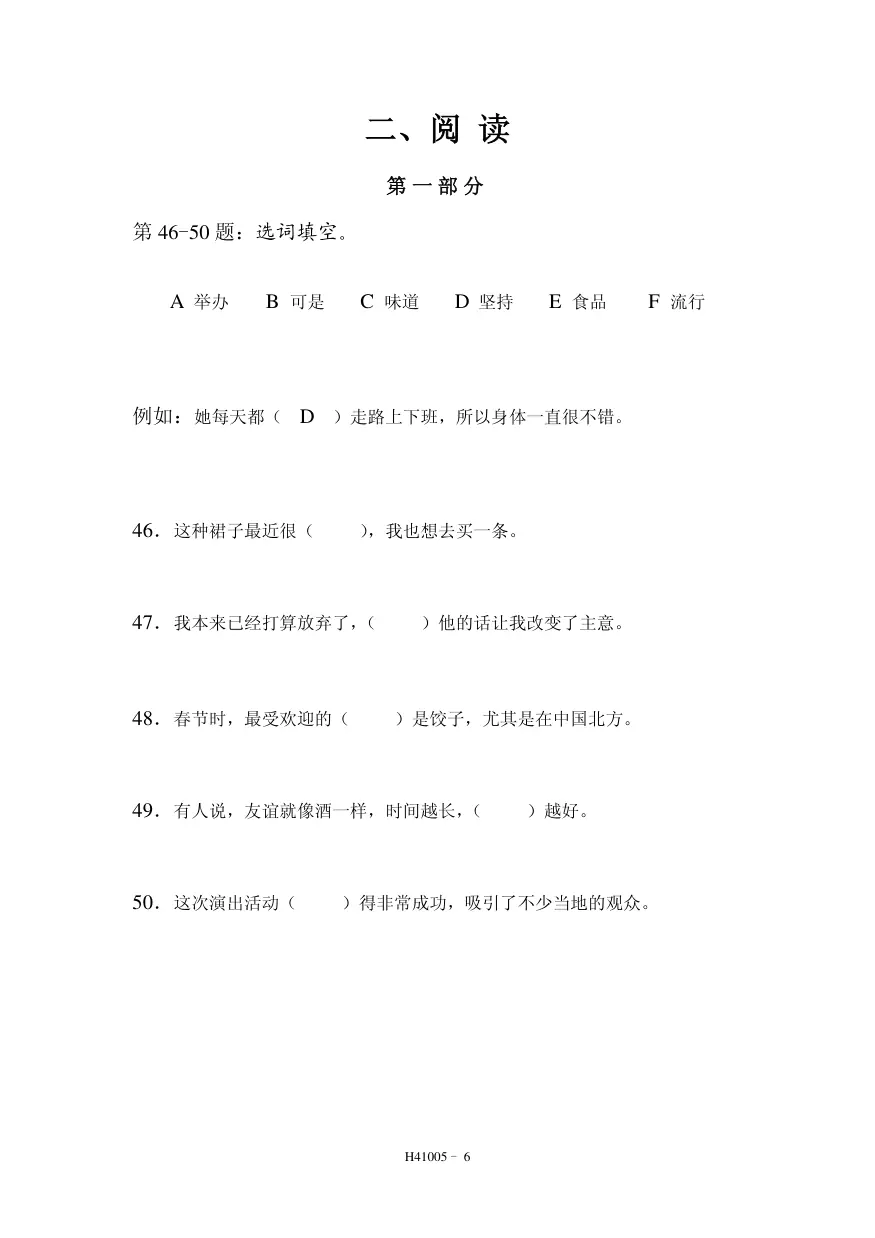 二、阅 读
第 一 部 分
第 46-50 题：选词填空。
A 举办 B 可是 C 味道 D 坚持 E 食品 F 流行
例如：她每天都（ D ）走路上下班，所以身体一直很不错。
46．这种裙子最近很（ ），我也想去买一条。
47．我本来已经打算放弃了，（ ）他的话让我改变了主意。
48．春节时，最受欢迎的（ ）是饺子，尤其是在中国北方。
49．有人说，友谊就像酒一样，时间越长，（ ）越好。
50．这次演出活动（ ）得非常成功，吸引了不少当地的观众。
H41005 - 6